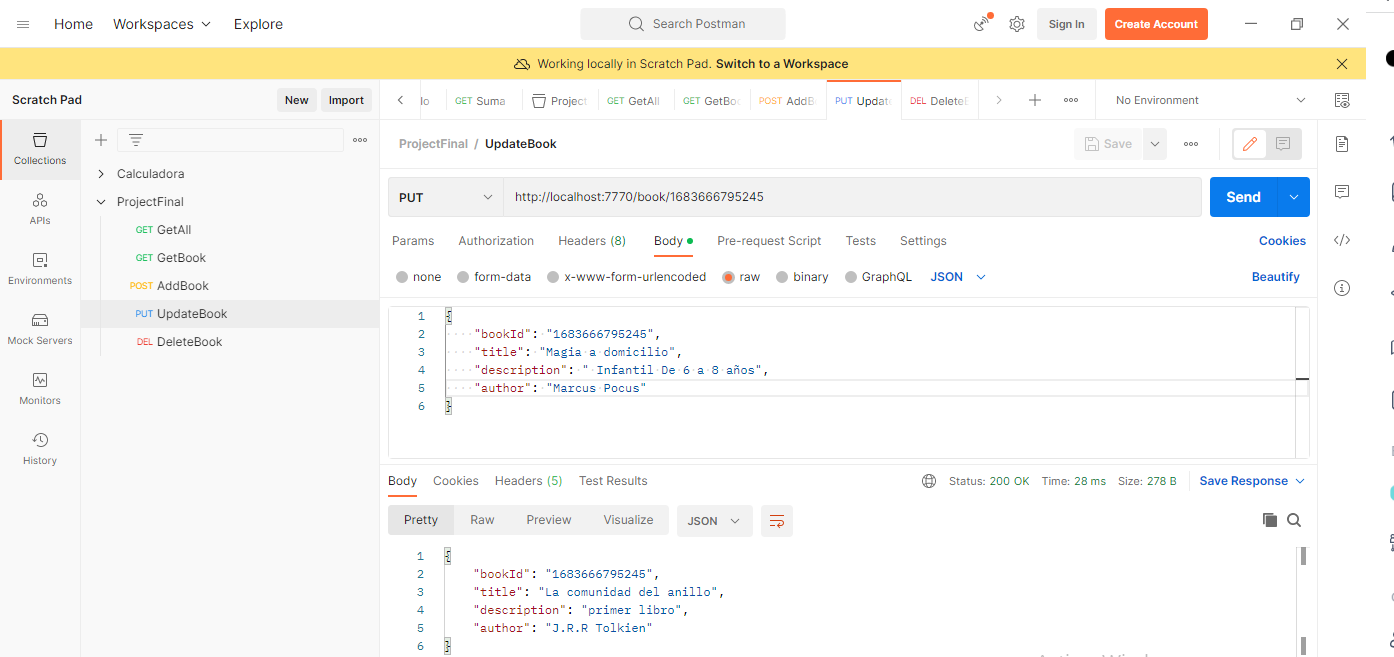 Home Workspaces Explore Search Postman Sign In Create Account
Working locally in Scratch Pad. Switch to a Workspace
Scratch Pad New Import
lo GET Suma Project GET GetAll GET GetBoo POST AddB PUT Updat DEL DeleteE No Environment
Collections
APIs
Environments
Mock Servers
Monitors
History
Calculadora
ProjectFinal
GET GetAll
GET GetBook
POST AddBook
PUT UpdateBook
DEL DeleteBook
ProjectFinal / UpdateBook Save
PUT http://localhost:7770/book/1683666795245 Send
Params Authorization Headers (8) Body Pre-request Script Tests Settings Cookies
none form-data x-www-form-urlencoded raw binary GraphQL JSON Beautify
1 {
2 "bookId": "1683666795245",
3 "title": "Magia a domicilio",
4 "description": " Infantil De 6 a 8 años",
5 "author": "Marcus Pocus"
6 }
Body Cookies Headers (5) Test Results Status: 200 OK Time: 28 ms Size: 278 B Save Response
Pretty Raw Preview Visualize JSON
1 {
2 "bookId": "1683666795245",
3 "title": "La comunidad del anillo",
4 "description": "primer libro",
5 "author": "J.R.R Tolkien"
6 }